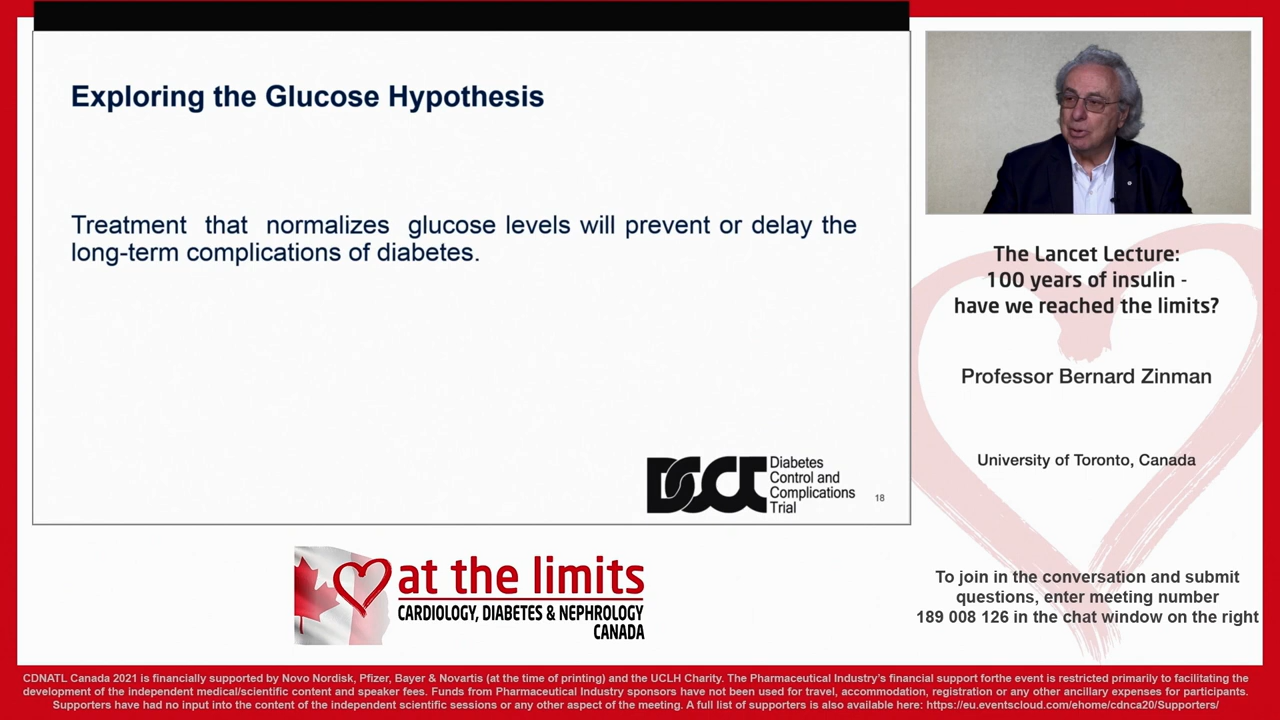 Exploring the Glucose Hypothesis
Treatment that normalizes glucose levels will prevent or delay the
long-term complications of diabetes.
DCCT
Diabetes
Control and
Complications
Trial
18
The Lancet Lecture:
100 years of insulin -
have we reached the limits?
Professor Bernard Zinman
University of Toronto, Canada
at the limits
CARDIOLOGY, DIABETES & NEPHROLOGY
CANADA
To join in the conversation and submit
questions, enter meeting number
189 008 126 in the chat window on the right
CDNATL Canada 2021 is financially supported by Novo Nordisk, Pfizer, Bayer & Novartis (at the time of printing) and the UCLH Charity. The Pharmaceutical Industry's financial support forthe event is restricted primarily to facilitating the
development of the independent medical/scientific content and speaker fees. Funds from Pharmaceutical Industry sponsors have not been used for travel, accommodation, registration or any other ancillary expenses for participants.
Supporters have had no input into the content of the independent scientific sessions or any other aspect of the meeting. A full list of supporters is also available here: https://eu.eventscloud.com/ehome/cdnca20/Supporters/